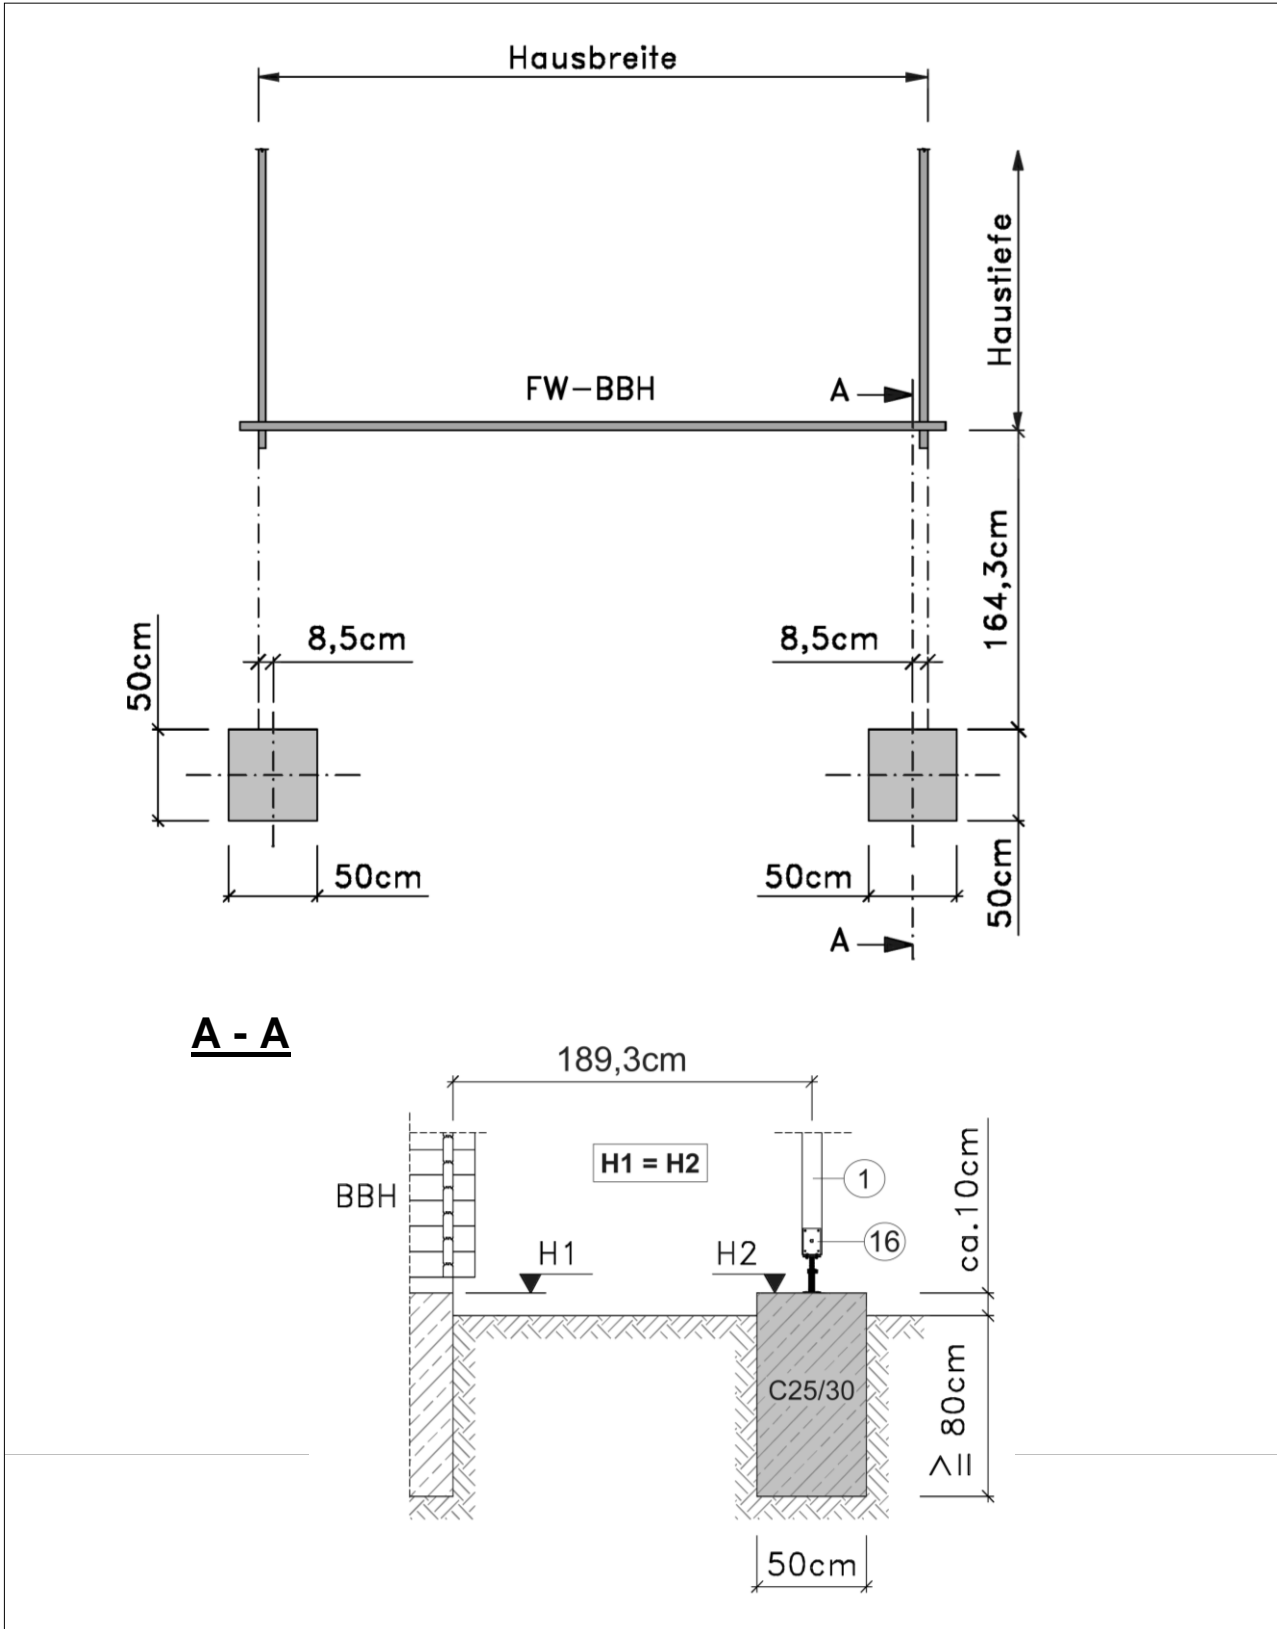 Hausbreite
Haustiefe
FW-BBH
A
164,3cm
50cm
8,5cm
8,5cm
50cm
50cm
50cm
A
A - A
189,3cm
H1 = H2
1
ca.10cm
BBH
16
H1
H2
C25/30
≥ 80cm
50cm